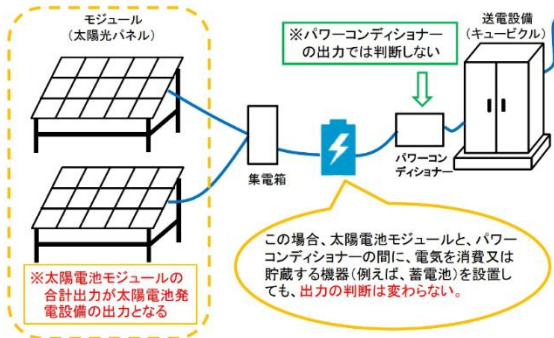 モジュール
（太陽光パネル）
※太陽電池モジュールの
合計出力が太陽電池発
電設備の出力となる
集電箱
※パワーコンディショナー
の出力では判断しない
パワーコン
ディショナー
送電設備
（キュービクル）
この場合、太陽電池モジュールと、パワー
コンディショナーの間に、電気を消費又は
貯蔵する機器（例えば、蓄電池）を設置し
ても、出力の判断は変わらない。